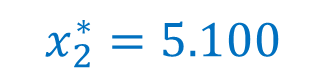 x₂* = 5.100